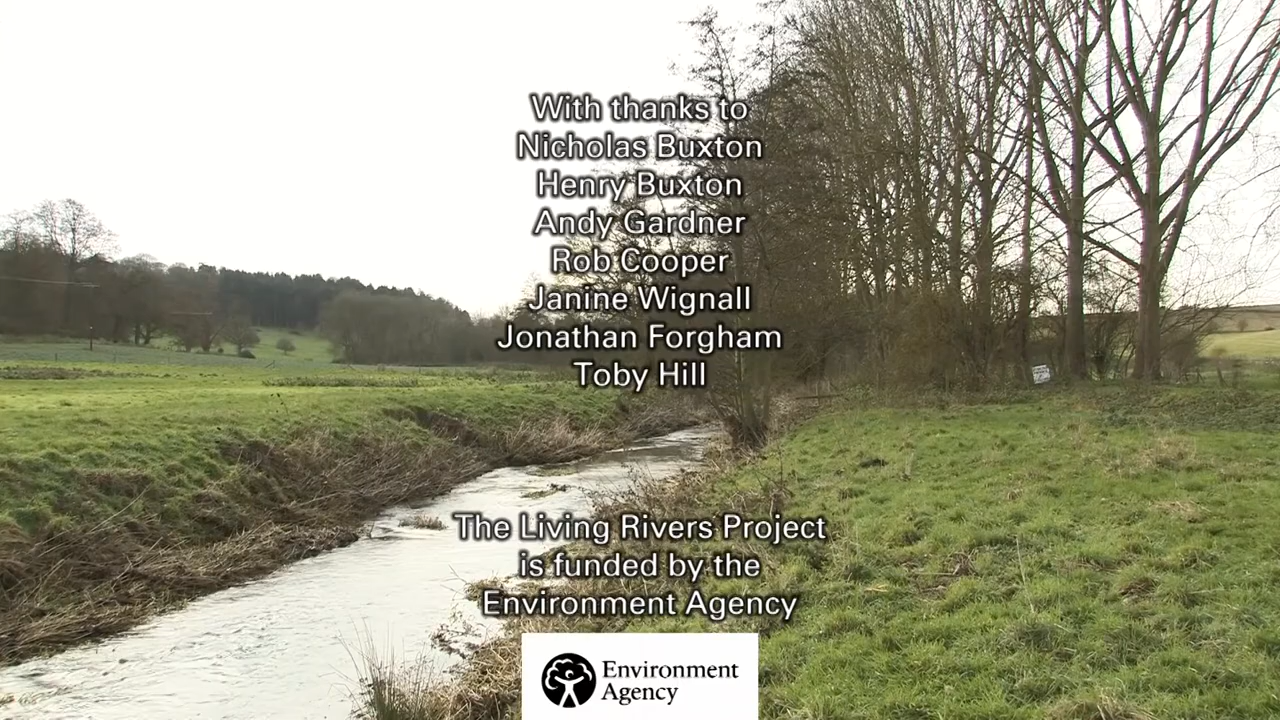 With thanks to
Nicholas Buxton
Henry Buxton
Andy Gardner
Rob Cooper
Janine Wignall
Jonathan Forgham
Toby Hill
The Living Rivers Project
is funded by the
Environment Agency
Environment
Agency